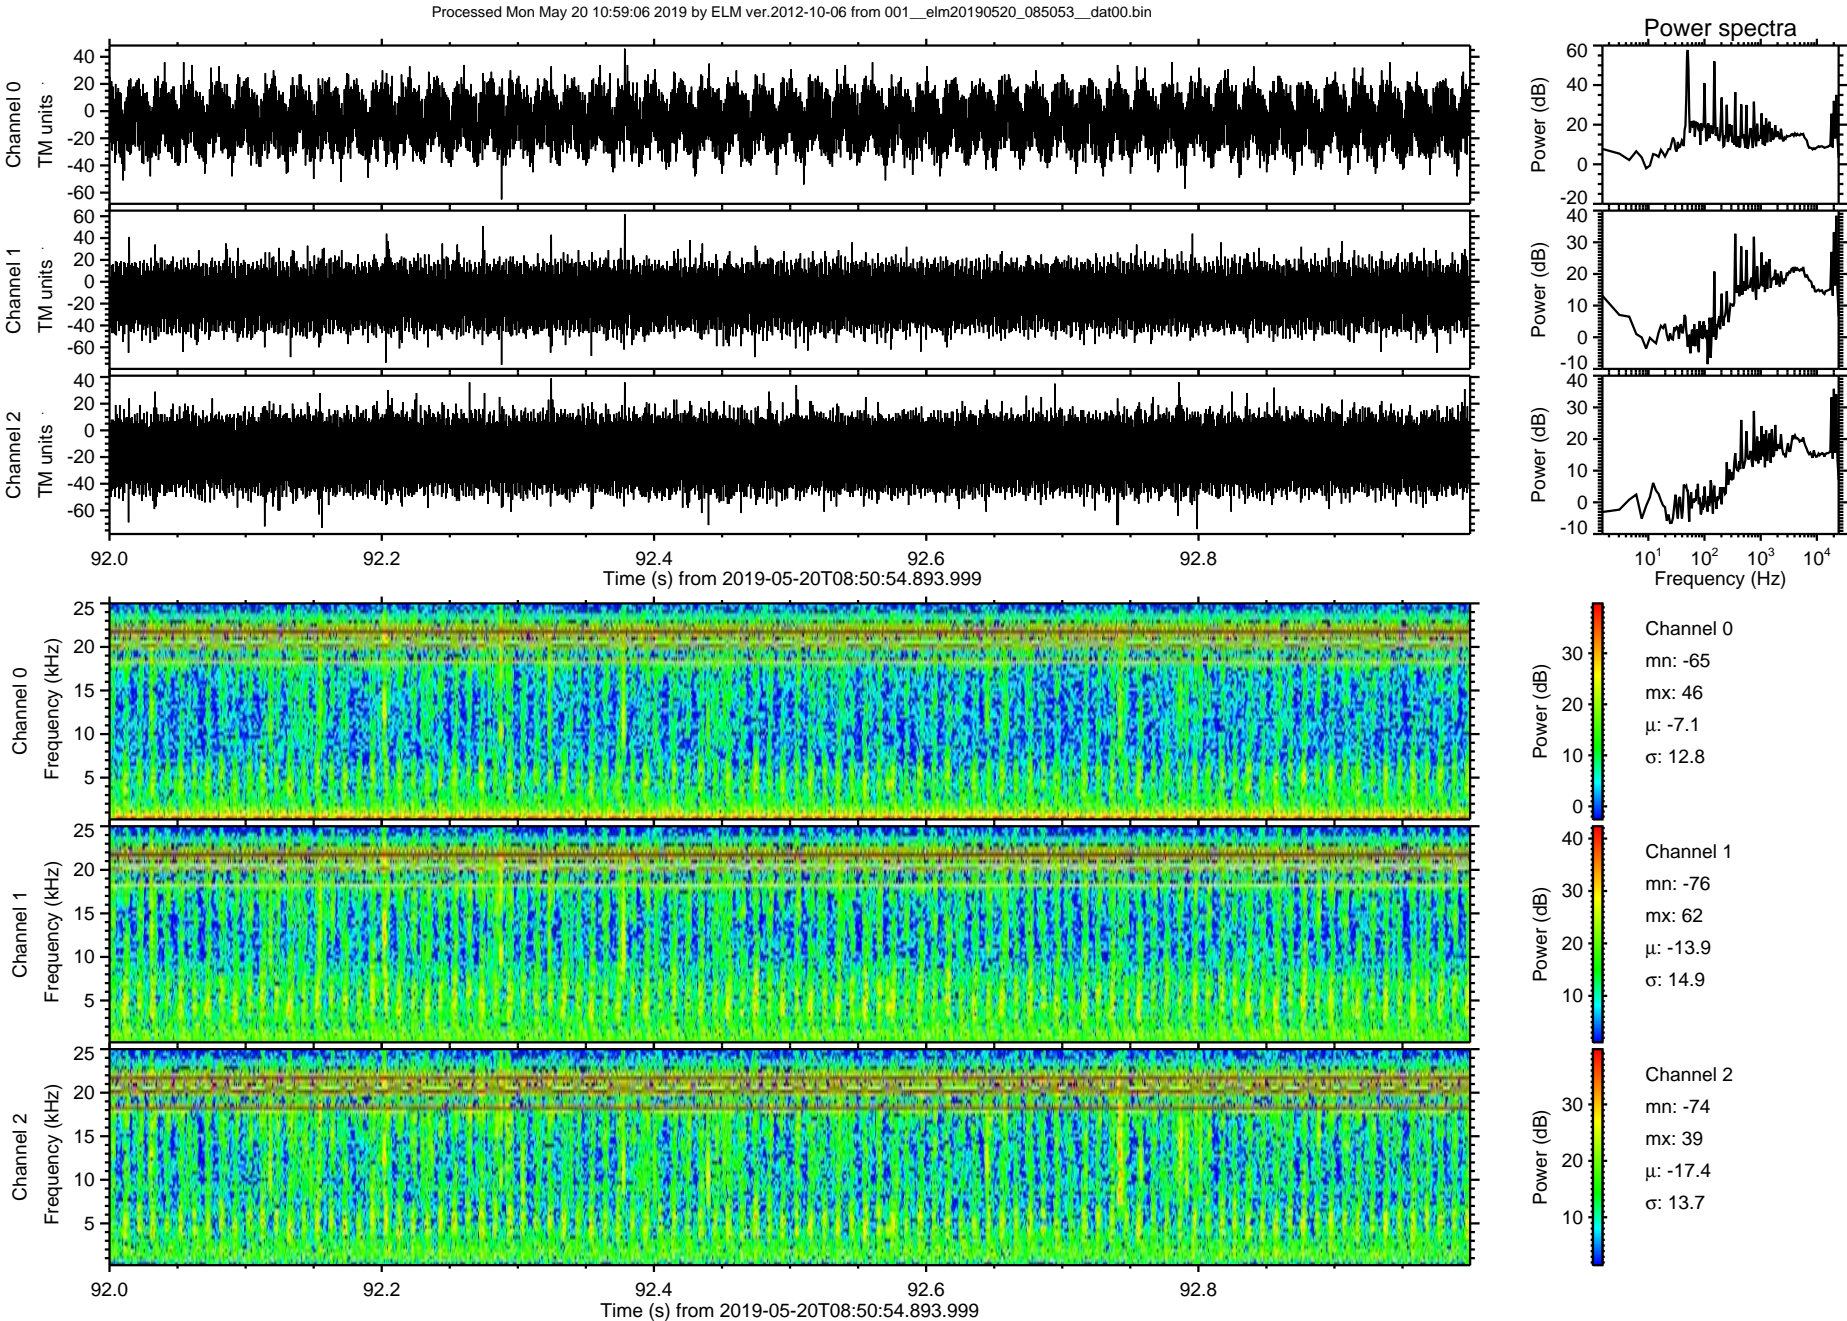 Processed Mon May 20 10:59:06 2019 by ELM ver.2012-10-06 from 001__elm20190520_085053__dat00.bin
Power spectra
Channel 0
TM units
40
20
0
-20
-40
-60
Power (dB)
60
40
20
0
-20
Channel 1
TM units
60
40
20
0
-20
-40
-60
Power (dB)
40
30
20
10
0
-10
Channel 2
TM units
40
20
0
-20
-40
-60
Power (dB)
40
30
20
10
0
-10
92.0 92.2 92.4 92.6 92.8
Time (s) from 2019-05-20T08:50:54.893.999
10^1 10^2 10^3 10^4
Frequency (Hz)
Channel 0
Frequency (kHz)
25
20
15
10
5
Power (dB)
30
20
10
0
Channel 0
mn: -65
mx: 46
μ: -7.1
σ: 12.8
Channel 1
Frequency (kHz)
25
20
15
10
5
Power (dB)
40
30
20
10
Channel 1
mn: -76
mx: 62
μ: -13.9
σ: 14.9
Channel 2
Frequency (kHz)
25
20
15
10
5
Power (dB)
30
20
10
Channel 2
mn: -74
mx: 39
μ: -17.4
σ: 13.7
92.0 92.2 92.4 92.6 92.8
Time (s) from 2019-05-20T08:50:54.893.999